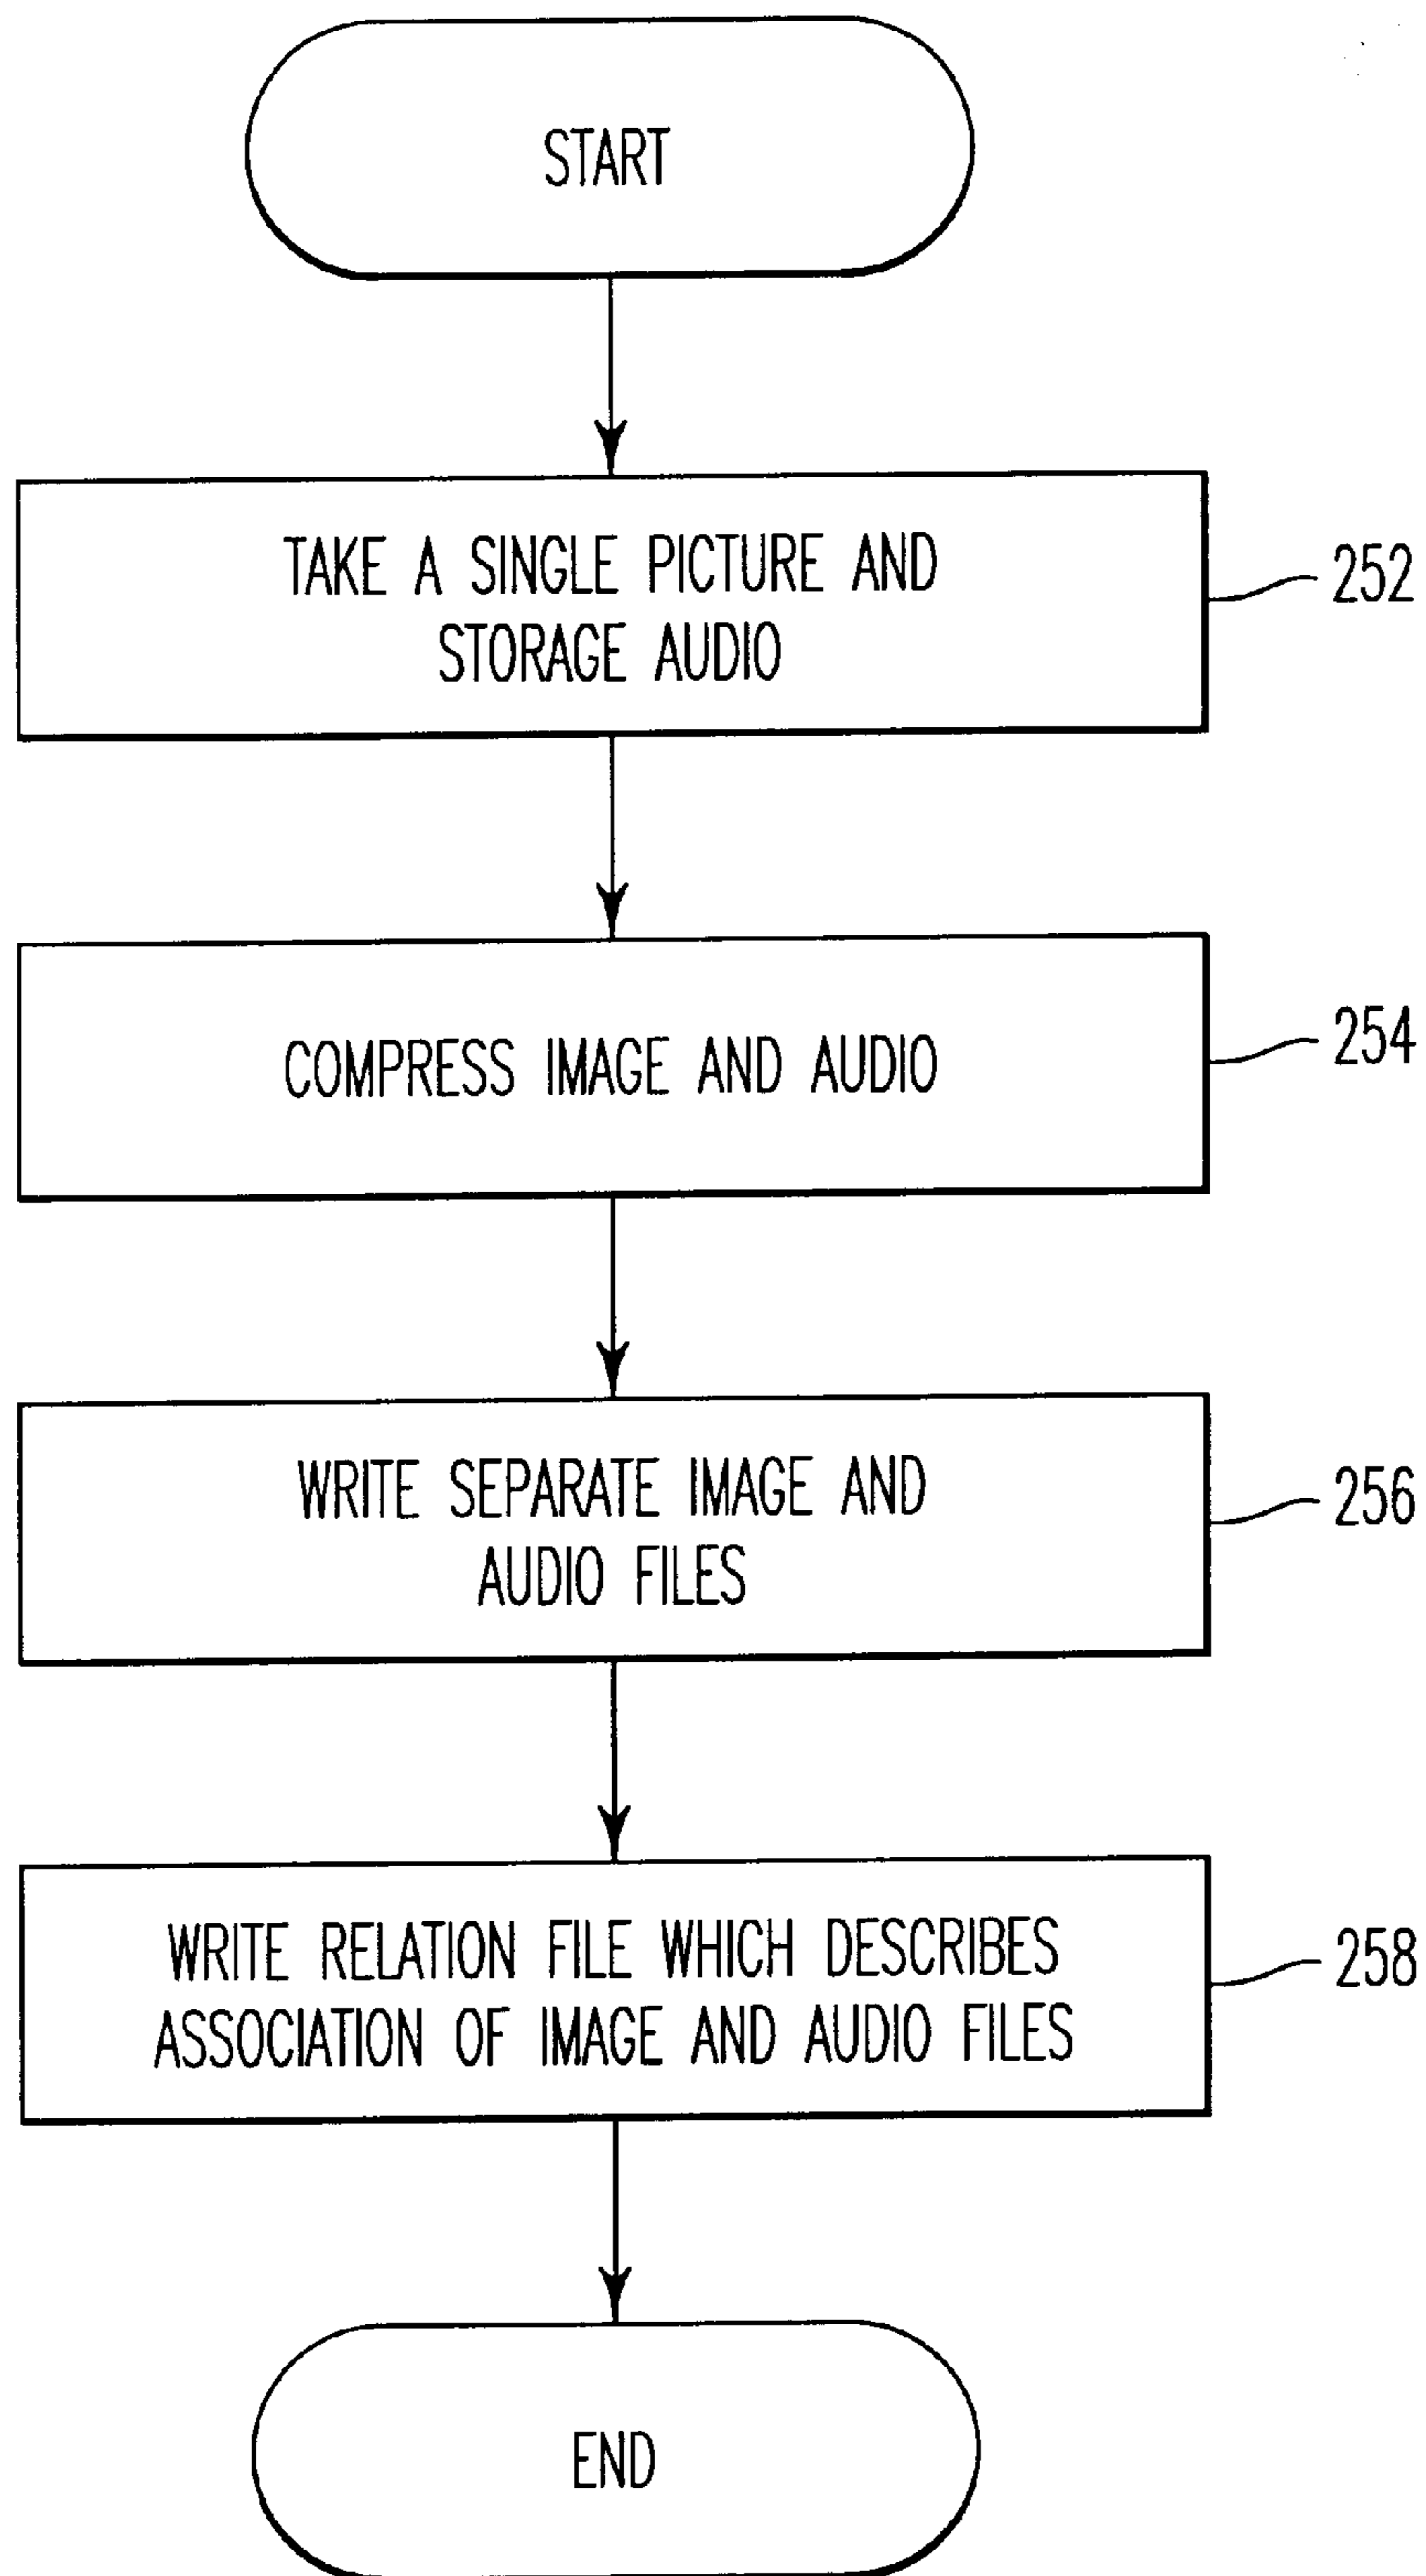 START
TAKE A SINGLE PICTURE AND
STORAGE AUDIO
252
COMPRESS IMAGE AND AUDIO
254
WRITE SEPARATE IMAGE AND
AUDIO FILES
256
WRITE RELATION FILE WHICH DESCRIBES
ASSOCIATION OF IMAGE AND AUDIO FILES
258
END